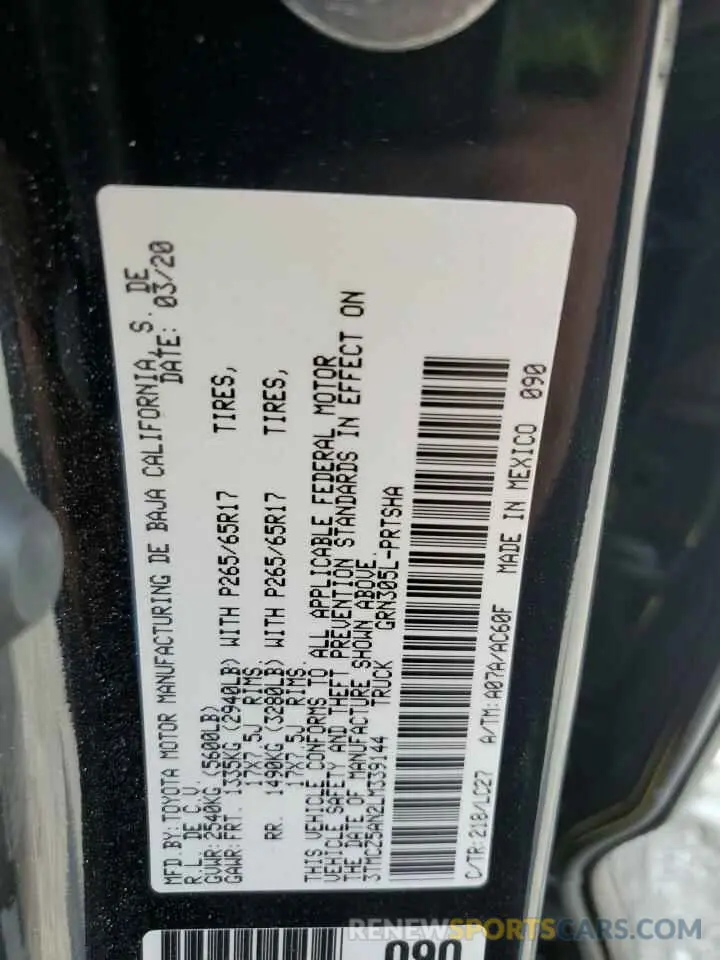 MFD.BY: TOYOTA MOTOR MANUFACTURING DE BAJA CALIFORNIA, S. DE
R.L. DE C.V. DATE: 03/20
GVWR: 2540KG (5600LB)
GAWR: FRT. 1335KG (2940LB) WITH P265/65R17 TIRES,
17X7.5J RIMS.
RR. 1490KG (3280LB) WITH P265/65R17 TIRES,
17X7.5J RIMS.
THIS VEHICLE CONFORMS TO ALL APPLICABLE FEDERAL MOTOR
VEHICLE SAFETY AND THEFT PREVENTION STANDARDS IN EFFECT ON
THE DATE OF MANUFACTURE SHOWN ABOVE.
3TMCZ5AN2LM339144 TRUCK GRN305L-PRTSHA
C/TR: 218/LC27 A/TM: A07A/AC60F MADE IN MEXICO 090
090
RENEWSPORTSCARS.COM